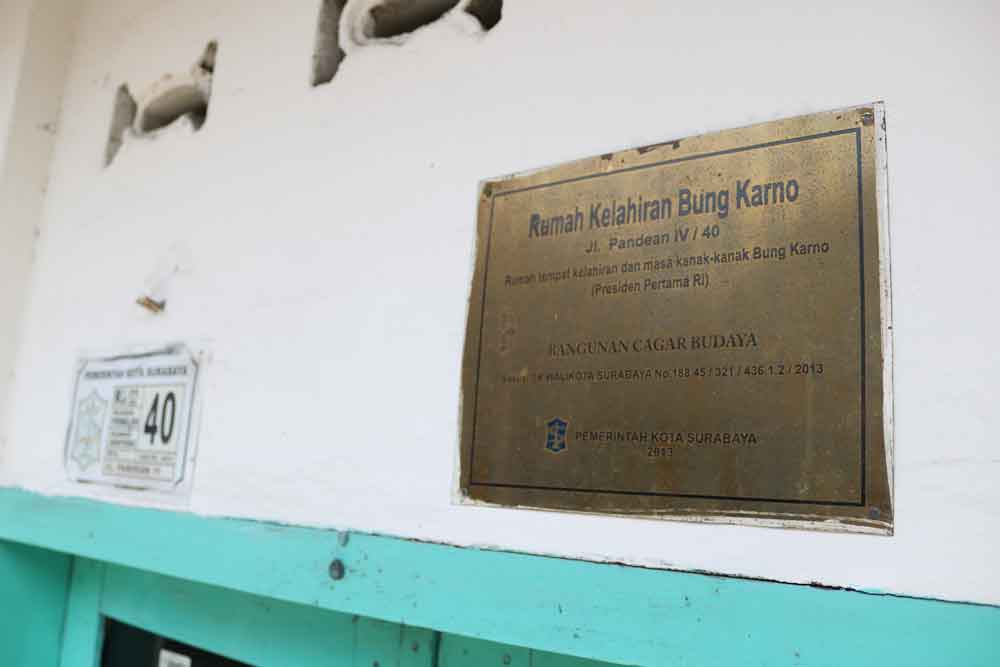 Rumah Kelahiran Bung Karno
Jl. Pandean IV / 40
Rumah tempat kelahiran dan masa kanak-kanak Bung Karno
(Presiden Pertama RI)
BANGUNAN CAGAR BUDAYA
SK WALIKOTA SURABAYA No.188.45 / 321 / 436.1.2 / 2013
PEMERINTAH KOTA SURABAYA
2013
PEMERINTAH KOTA SURABAYA
40